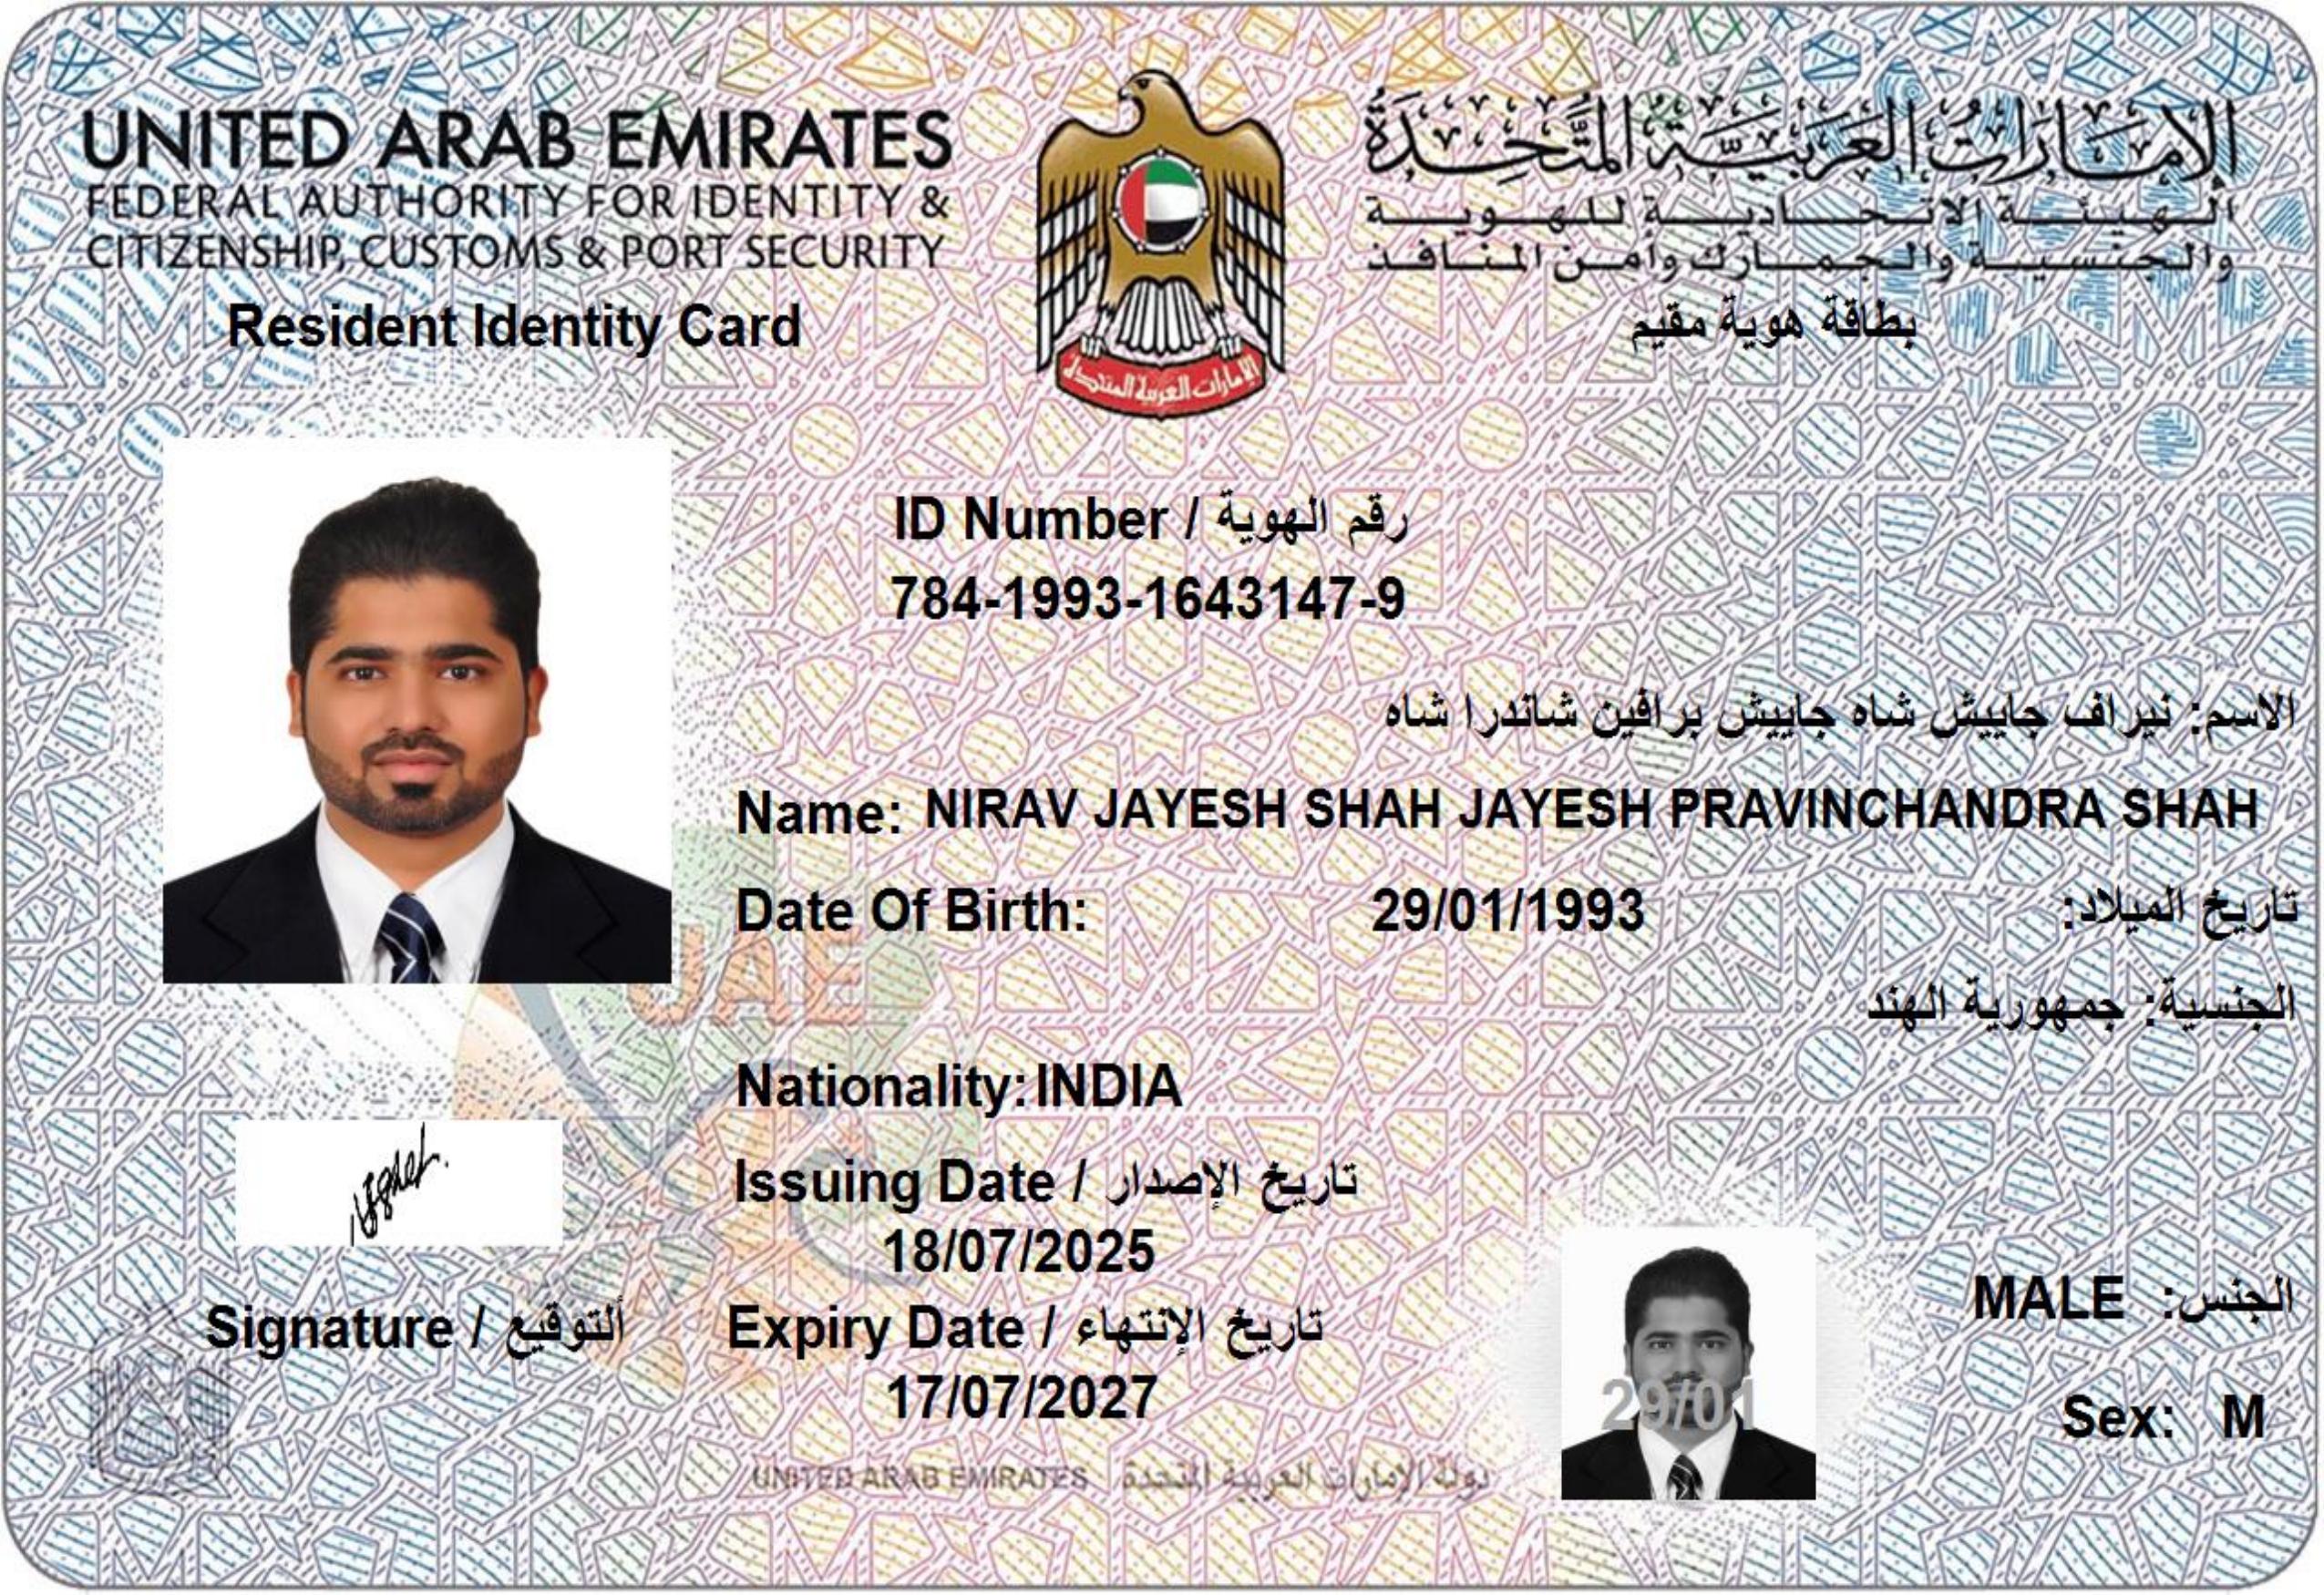 UNITED ARAB EMIRATES
الإمارات العربية المتحدة
FEDERAL AUTHORITY FOR IDENTITY &
الهيئة الاتحادية للهوية
CITIZENSHIP, CUSTOMS & PORT SECURITY
والجنسية والجمارك وأمن المنافذ
Resident Identity Card
بطاقة هوية مقيم
الإمارات العربية المتحدة
ID Number / رقم الهوية
784-1993-1643147-9
الاسم: نيراف جاييش شاه جاييش برافين شاندرا شاه
Name: NIRAV JAYESH SHAH JAYESH PRAVINCHANDRA SHAH
Date Of Birth: 29/01/1993 تاريخ الميلاد:
UAE
الجنسية: جمهورية الهند
Nationality: INDIA
Issuing Date / تاريخ الإصدار
18/07/2025
Signature / ألتوقيع
Expiry Date / تاريخ الإنتهاء
17/07/2027
MALE الجنس:
29/01
Sex: M
UNITED ARAB EMIRATES دولة الإمارات العربية المتحدة